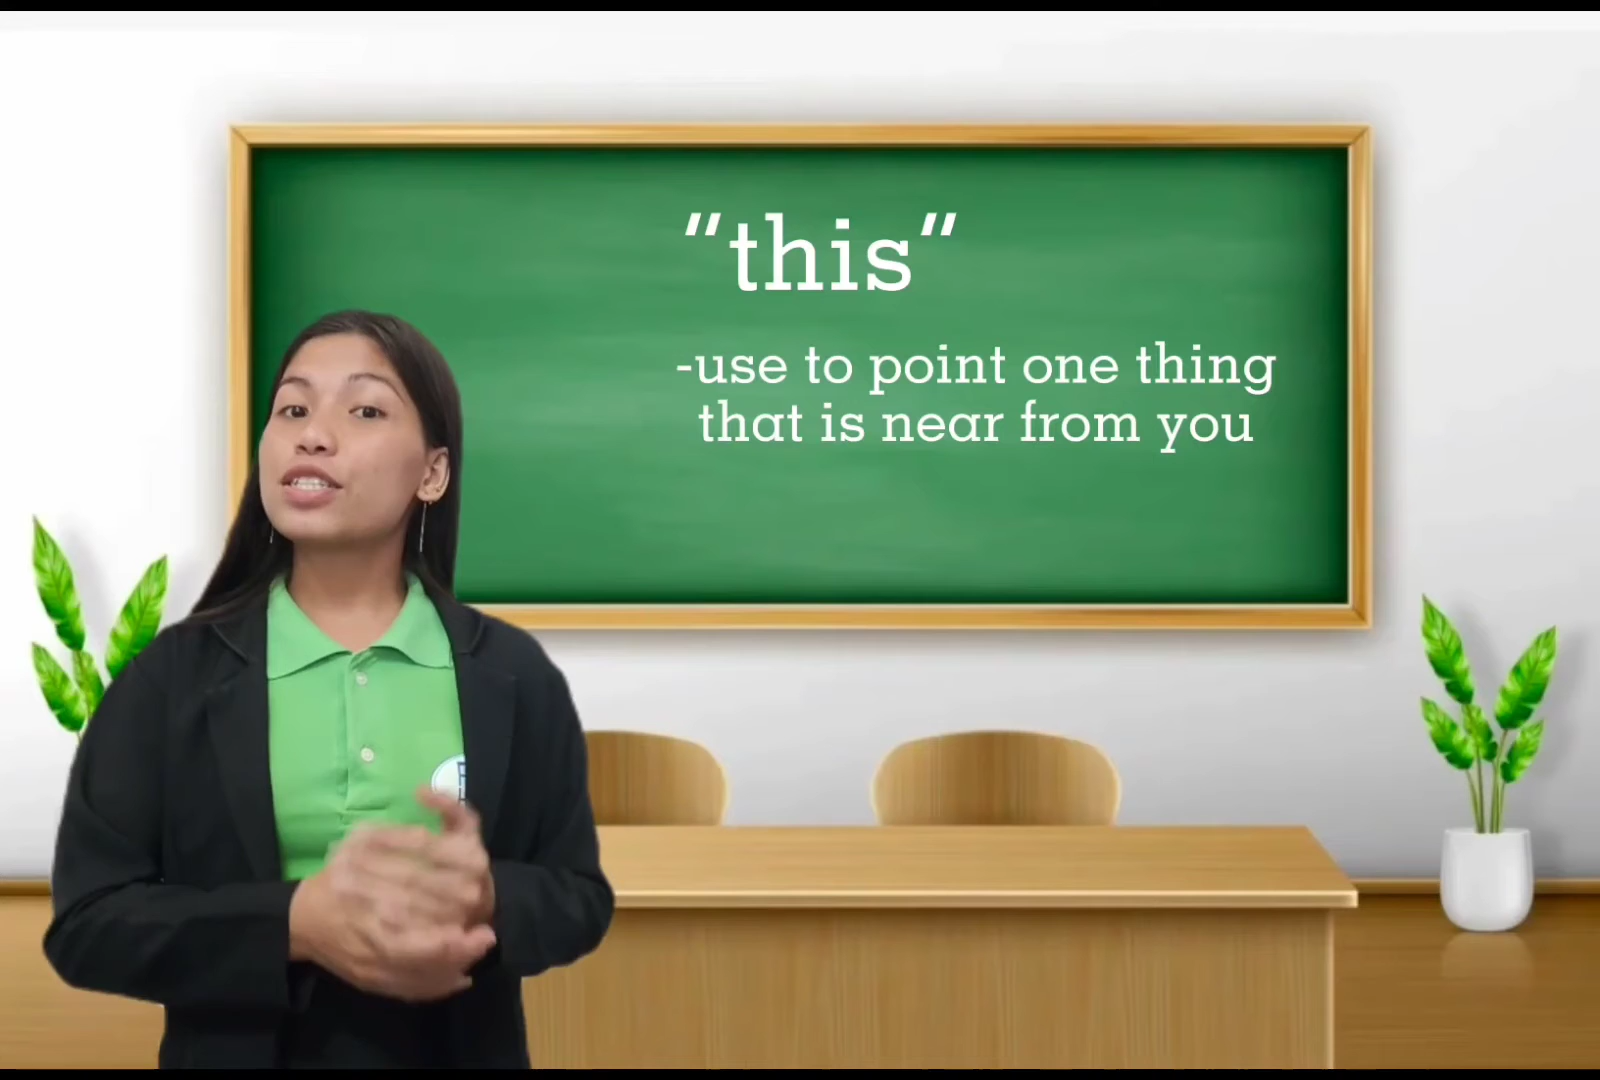 "this"
-use to point one thing
that is near from you